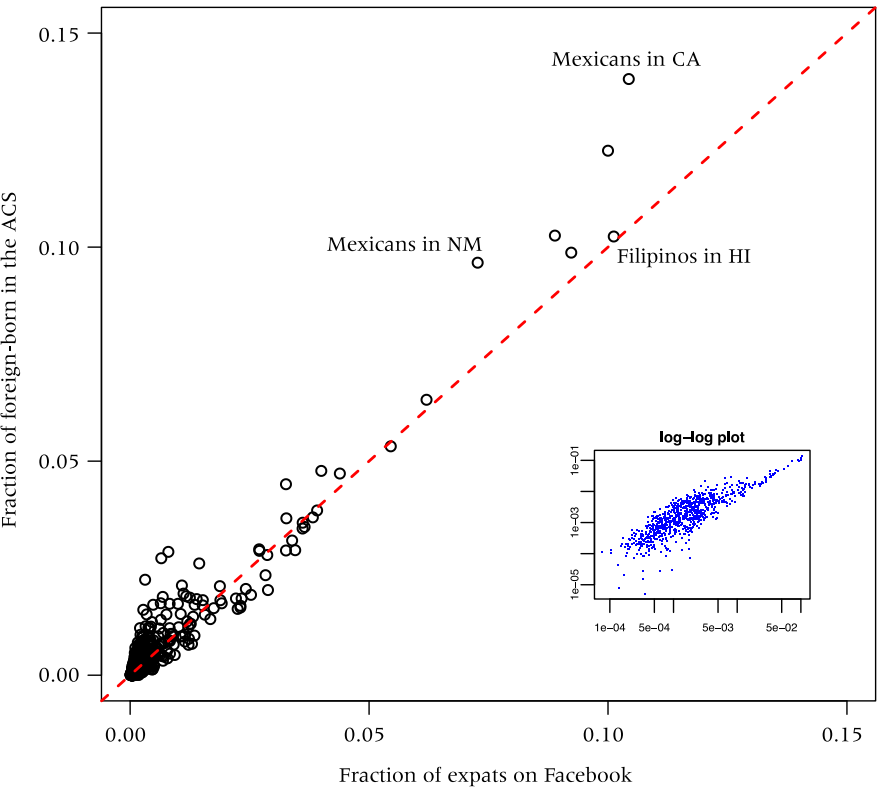 0.15
Mexicans in CA
Fraction of foreign-born in the ACS
0.10
Mexicans in NM
Filipinos in HI
0.05
log–log plot
1e−01
1e−03
1e−05
1e−04 5e−04 5e−03 5e−02
0.00
0.00 0.05 0.10 0.15
Fraction of expats on Facebook